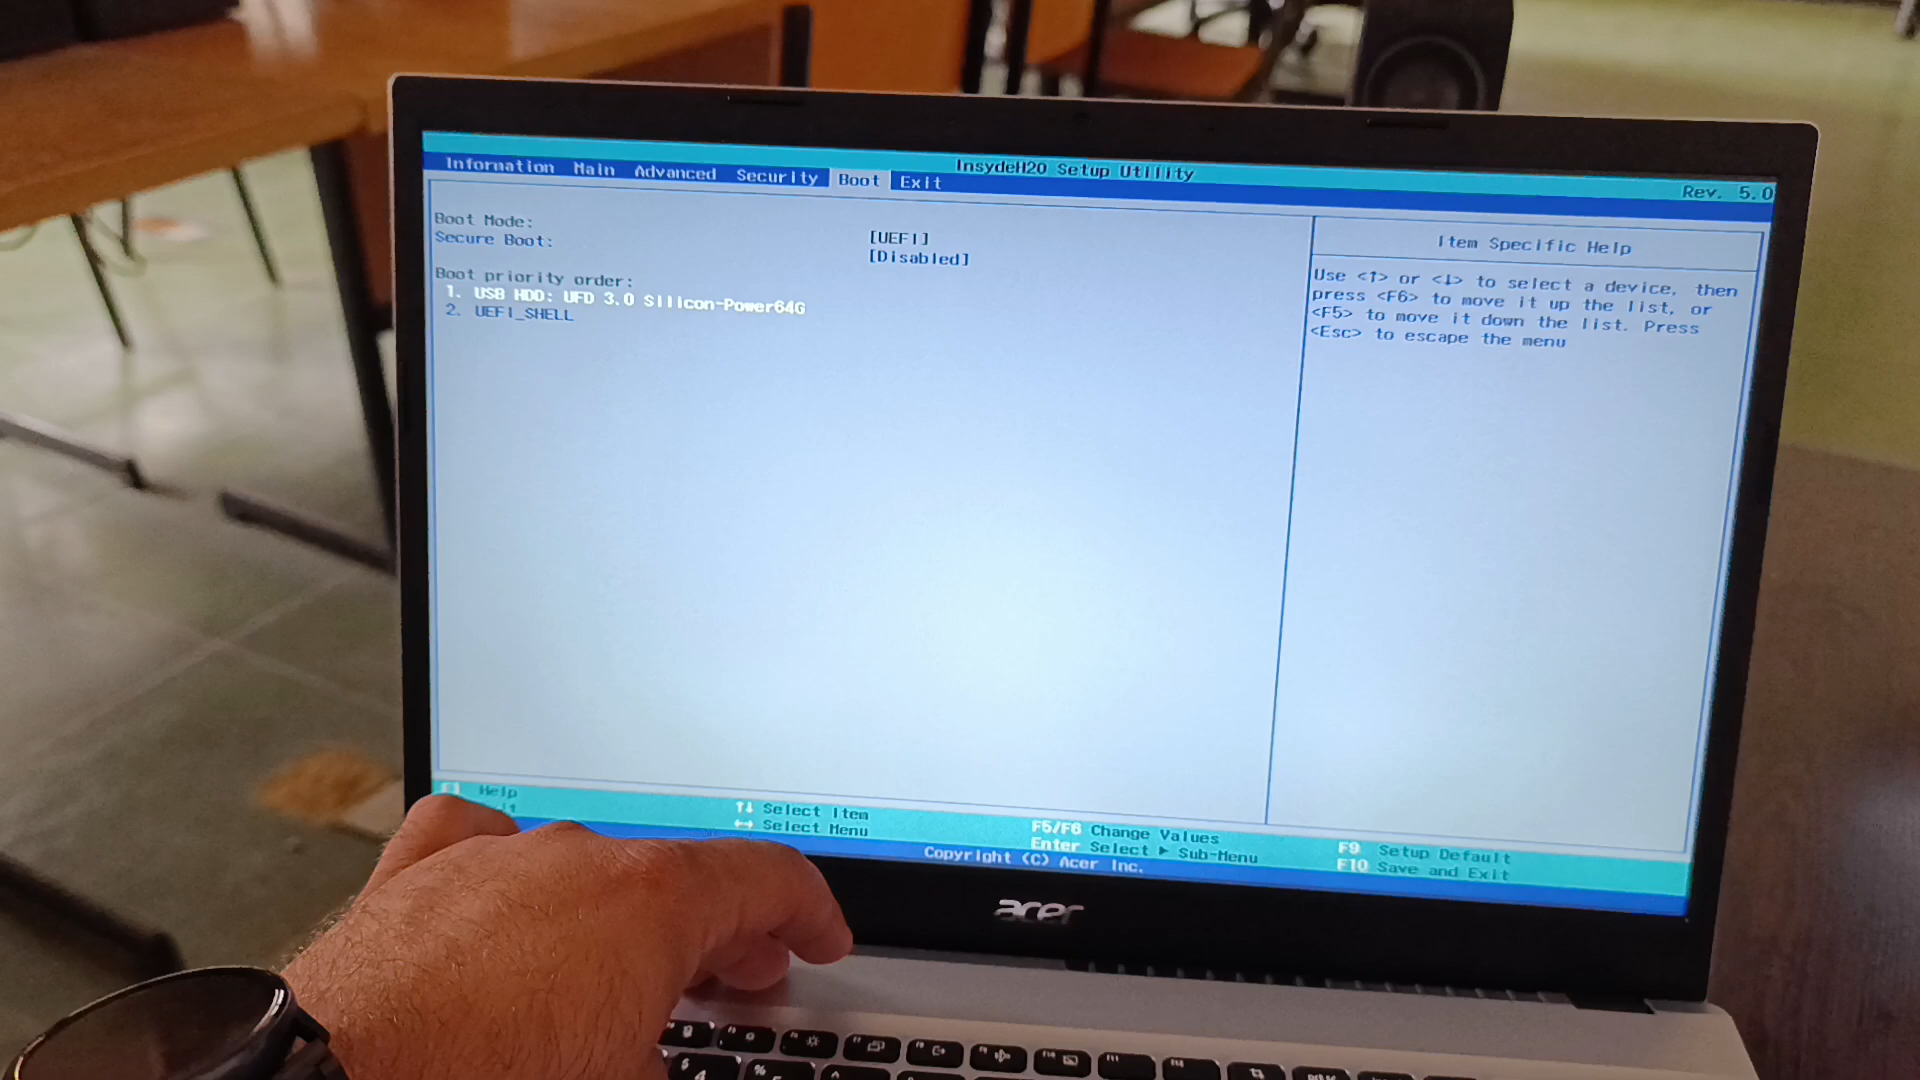 InsydeH20 Setup Utility
Rev. 5.0
Information Main Advanced Security Boot Exit
Boot Mode: [UEFI]
Secure Boot: [Disabled]
Boot priority order:
1. USB HDD: UFD 3.0 Silicon-Power64G
2. UEFI_SHELL
Item Specific Help
Use <↑> or <↓> to select a device, then
press <F6> to move it up the list, or
<F5> to move it down the list. Press
<Esc> to escape the menu
Help
↑↓ Select Item
↔ Select Menu
F5/F6 Change Values
Enter Select ▶ Sub-Menu
F9 Setup Default
F10 Save and Exit
Copyright (C) Acer Inc.
acer